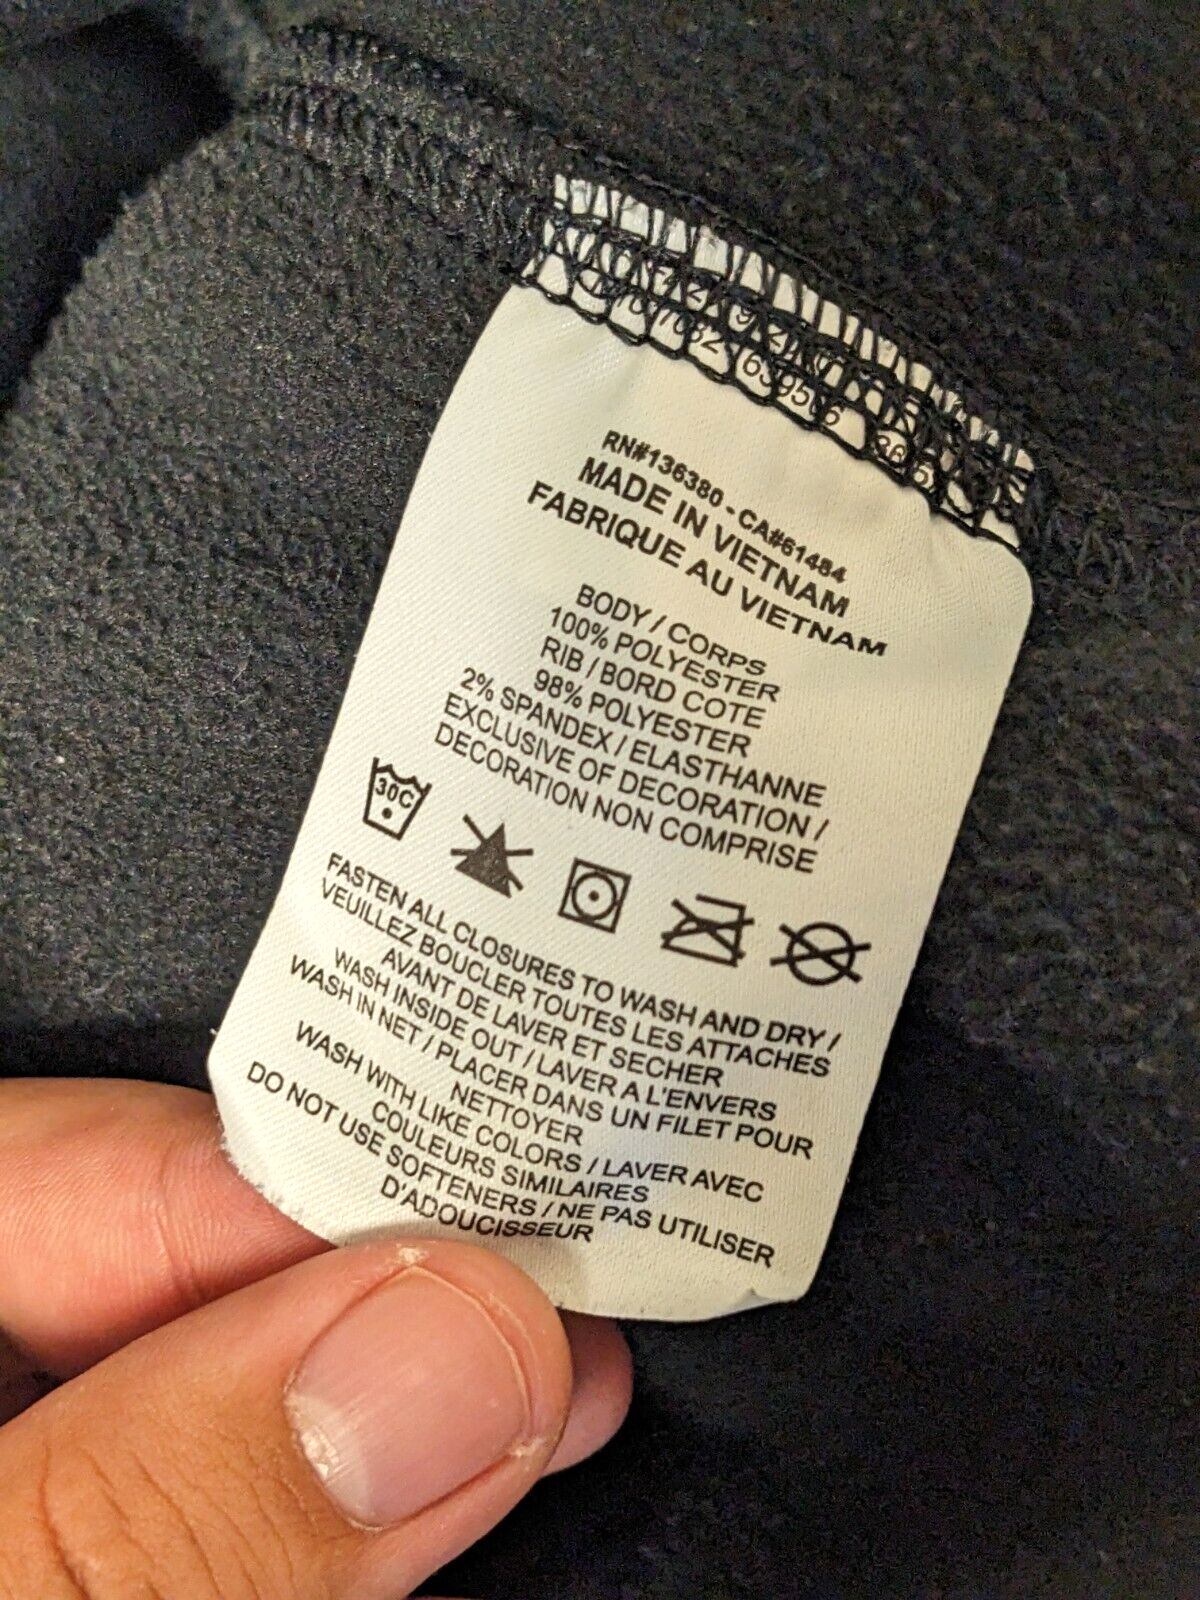 RN#136380 - CA#61484
MADE IN VIETNAM
FABRIQUE AU VIETNAM
BODY / CORPS
100% POLYESTER
RIB / BORD COTE
98% POLYESTER
2% SPANDEX / ELASTHANNE
EXCLUSIVE OF DECORATION /
DECORATION NON COMPRISE
30C
FASTEN ALL CLOSURES TO WASH AND DRY /
VEUILLEZ BOUCLER TOUTES LES ATTACHES
AVANT DE LAVER ET SECHER
WASH INSIDE OUT / LAVER A L'ENVERS
WASH IN NET / PLACER DANS UN FILET POUR
NETTOYER
WASH WITH LIKE COLORS / LAVER AVEC
COULEURS SIMILAIRES
DO NOT USE SOFTENERS / NE PAS UTILISER
D'ADOUCISSEUR